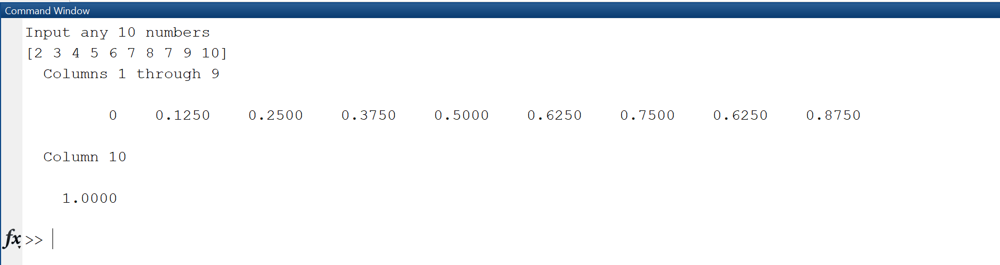 Command Window
Input any 10 numbers
[2 3 4 5 6 7 8 7 9 10]
Columns 1 through 9
0 0.1250 0.2500 0.3750 0.5000 0.6250 0.7500 0.6250 0.8750
Column 10
1.0000
fx >>